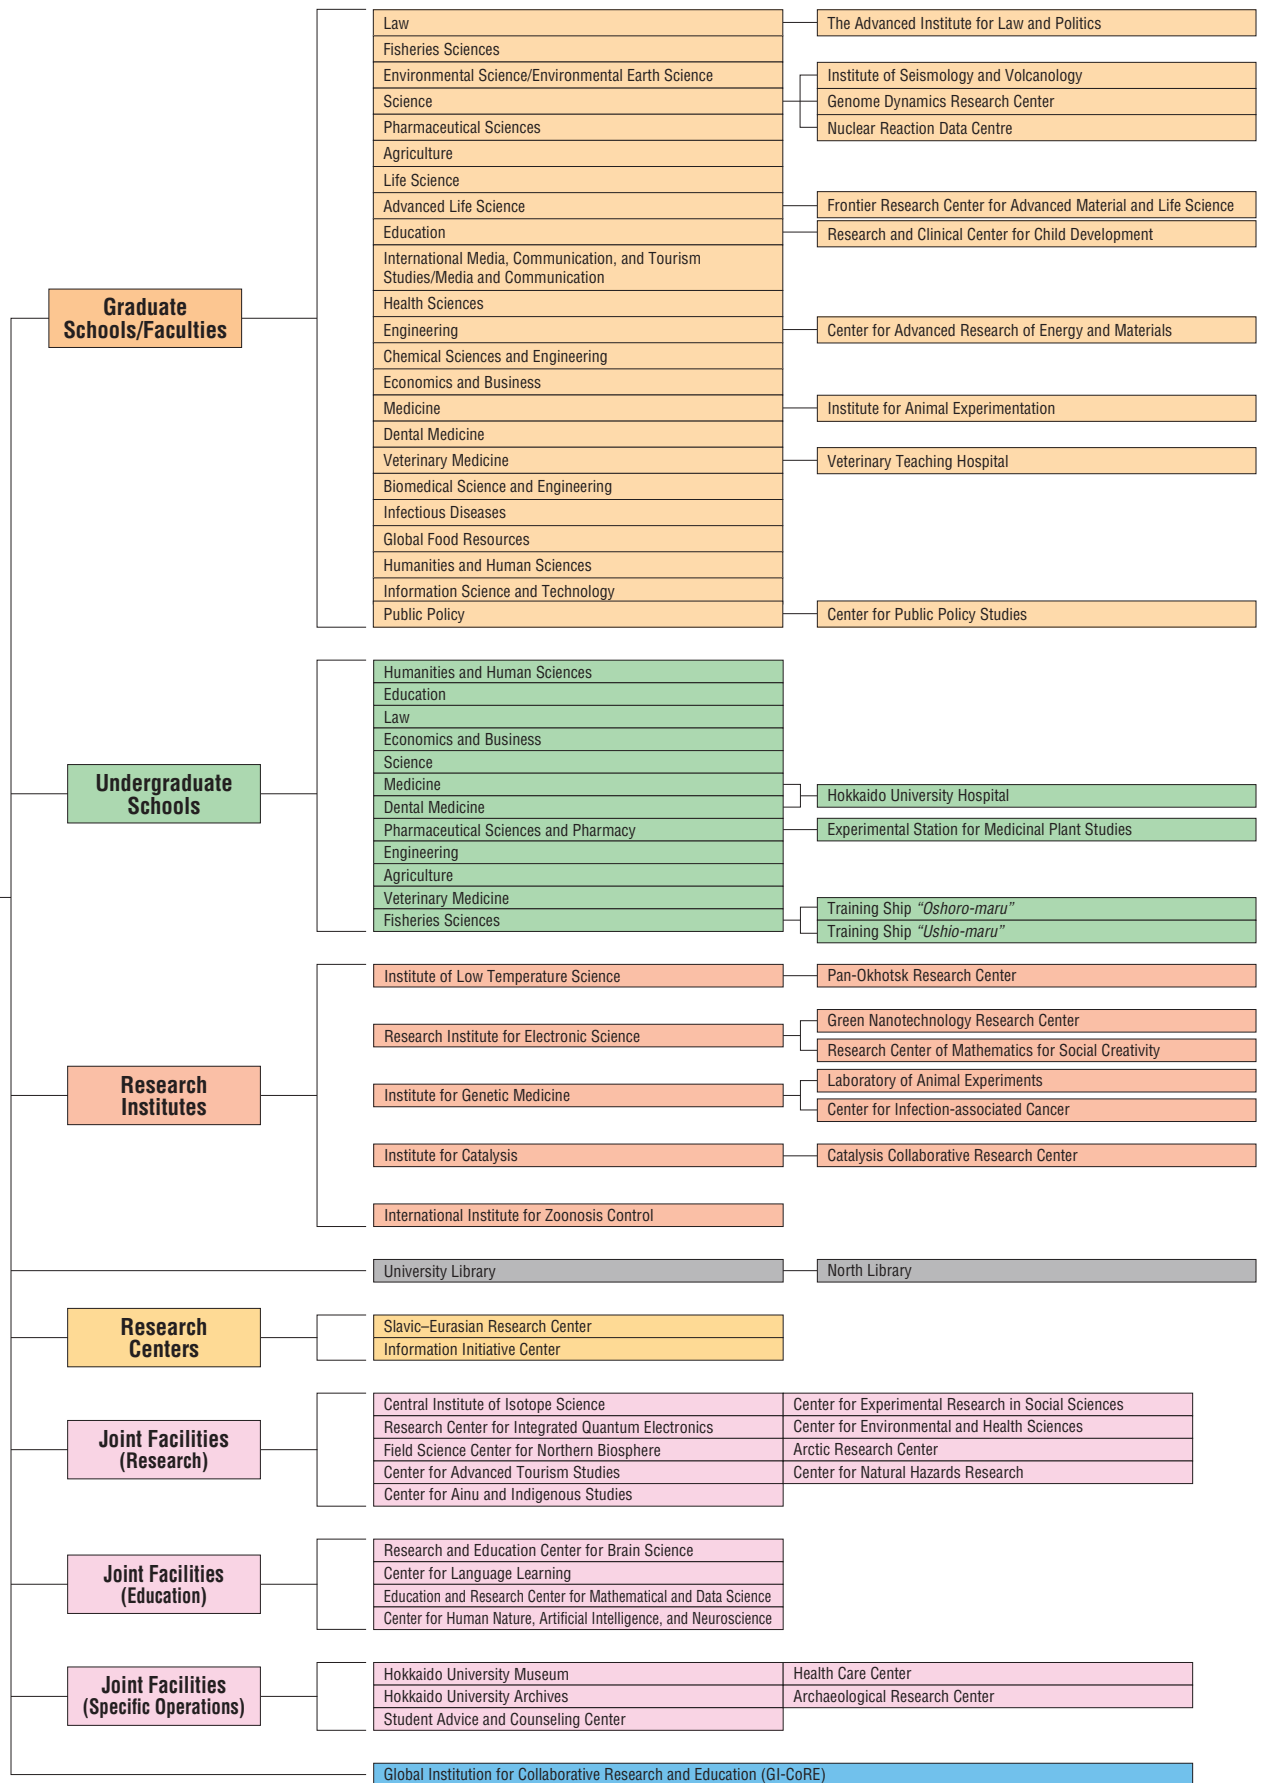 Graduate
Schools/Faculties
Law
The Advanced Institute for Law and Politics
Fisheries Sciences
Environmental Science/Environmental Earth Science
Institute of Seismology and Volcanology
Science
Genome Dynamics Research Center
Pharmaceutical Sciences
Nuclear Reaction Data Centre
Agriculture
Life Science
Advanced Life Science
Frontier Research Center for Advanced Material and Life Science
Education
Research and Clinical Center for Child Development
International Media, Communication, and Tourism
Studies/Media and Communication
Health Sciences
Engineering
Center for Advanced Research of Energy and Materials
Chemical Sciences and Engineering
Economics and Business
Medicine
Institute for Animal Experimentation
Dental Medicine
Veterinary Medicine
Veterinary Teaching Hospital
Biomedical Science and Engineering
Infectious Diseases
Global Food Resources
Humanities and Human Sciences
Information Science and Technology
Public Policy
Center for Public Policy Studies
Undergraduate
Schools
Humanities and Human Sciences
Education
Law
Economics and Business
Science
Medicine
Hokkaido University Hospital
Dental Medicine
Pharmaceutical Sciences and Pharmacy
Experimental Station for Medicinal Plant Studies
Engineering
Agriculture
Veterinary Medicine
Fisheries Sciences
Training Ship “Oshoro-maru”
Training Ship “Ushio-maru”
Research
Institutes
Institute of Low Temperature Science
Pan-Okhotsk Research Center
Research Institute for Electronic Science
Green Nanotechnology Research Center
Research Center of Mathematics for Social Creativity
Institute for Genetic Medicine
Laboratory of Animal Experiments
Center for Infection-associated Cancer
Institute for Catalysis
Catalysis Collaborative Research Center
International Institute for Zoonosis Control
University Library
North Library
Research
Centers
Slavic–Eurasian Research Center
Information Initiative Center
Joint Facilities
(Research)
Central Institute of Isotope Science
Center for Experimental Research in Social Sciences
Research Center for Integrated Quantum Electronics
Center for Environmental and Health Sciences
Field Science Center for Northern Biosphere
Arctic Research Center
Center for Advanced Tourism Studies
Center for Natural Hazards Research
Center for Ainu and Indigenous Studies
Joint Facilities
(Education)
Research and Education Center for Brain Science
Center for Language Learning
Education and Research Center for Mathematical and Data Science
Center for Human Nature, Artificial Intelligence, and Neuroscience
Joint Facilities
(Specific Operations)
Hokkaido University Museum
Health Care Center
Hokkaido University Archives
Archaeological Research Center
Student Advice and Counseling Center
Global Institution for Collaborative Research and Education (GI-CoRE)